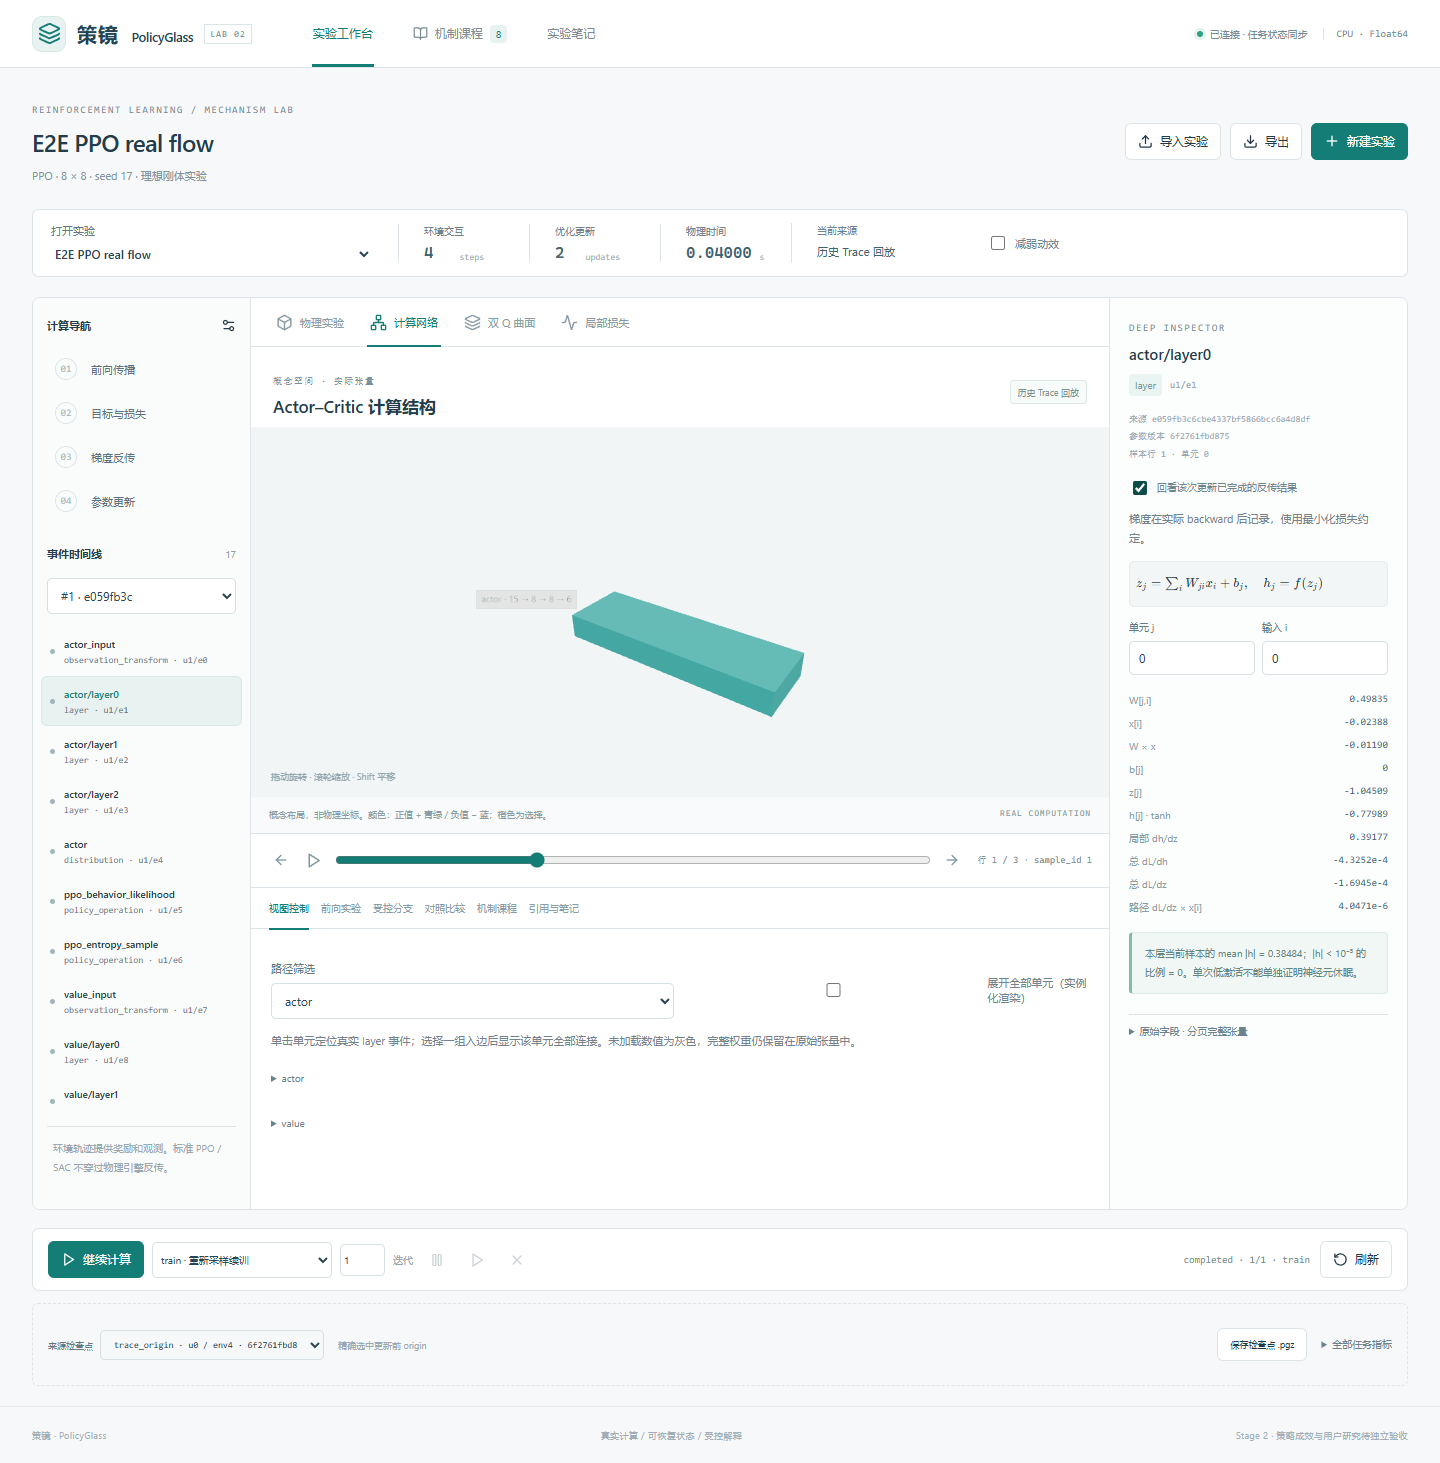 策镜 PolicyGlass LAB 02
实验工作台
机制课程 8
实验笔记
已连接 · 任务状态同步
CPU · Float64
REINFORCEMENT LEARNING / MECHANISM LAB
E2E PPO real flow
PPO · 8 × 8 · seed 17 · 理想刚体实验
导入实验
导出
新建实验
打开实验
E2E PPO real flow
环境交互
4 steps
优化更新
2 updates
物理时间
0.04000 s
当前来源
历史 Trace 回放
减弱动效
计算导航
01 前向传播
02 目标与损失
03 梯度反传
04 参数更新
事件时间线 17
#1 · e059fb3c
actor_input
observation_transform · u1/e0
actor/layer0
layer · u1/e1
actor/layer1
layer · u1/e2
actor/layer2
layer · u1/e3
actor
distribution · u1/e4
ppo_behavior_likelihood
policy_operation · u1/e5
ppo_entropy_sample
policy_operation · u1/e6
value_input
observation_transform · u1/e7
value/layer0
layer · u1/e8
value/layer1
环境轨迹提供奖励和观测。标准 PPO /
SAC 不穿过物理引擎反传。
物理实验
计算网络
双 Q 曲面
局部损失
概念空间 · 实际张量
Actor–Critic 计算结构
历史 Trace 回放
actor · 15 → 8 → 8 → 6
拖动旋转 · 滚轮缩放 · Shift 平移
概念布局，非物理坐标。颜色：正值 + 青绿 / 负值 − 蓝；橙色为选择。
REAL COMPUTATION
行 1 / 3 · sample_id 1
视图控制
前向实验
受控分支
对照比较
机制课程
引用与笔记
路径筛选
actor
展开全部单元（实例
化渲染）
单击单元定位真实 layer 事件；选择一组入边后显示该单元全部连接。未加载数值为灰色，完整权重仍保留在原始张量中。
actor
value
DEEP INSPECTOR
actor/layer0
layer u1/e1
来源 e059fb3c6cbe4337bf5866bcc6a4d8df
参数版本 6f2761fbd875
样本行 1 · 单元 0
回看该次更新已完成的反传结果
梯度在实际 backward 后记录，使用最小化损失约
定。
z_j = ∑_i W_{ji} x_i + b_j, h_j = f(z_j)
单元 j
输入 i
0
0
W[j,i] 0.49835
x[i] -0.02388
W × x -0.01190
b[j] 0
z[j] -1.04509
h[j] · tanh -0.77989
局部 dh/dz 0.39177
总 dL/dh -4.3252e-4
总 dL/dz -1.6945e-4
路径 dL/dz × x[i] 4.0471e-6
本层当前样本的 mean |h| = 0.38484；|h| < 10⁻³ 的
比例 = 0。单次低激活不能单独证明神经元休眠。
原始字段 · 分页完整张量
继续计算
train · 重新采样续训
1
迭代
completed · 1/1 · train
刷新
来源检查点
trace_origin · u0 / env4 · 6f2761fbd8
精确选中更新前 origin
保存检查点 .pgz
全部任务指标
策镜 · PolicyGlass
真实计算 / 可恢复状态 / 受控解释
Stage 2 · 策略成效与用户研究待独立验收